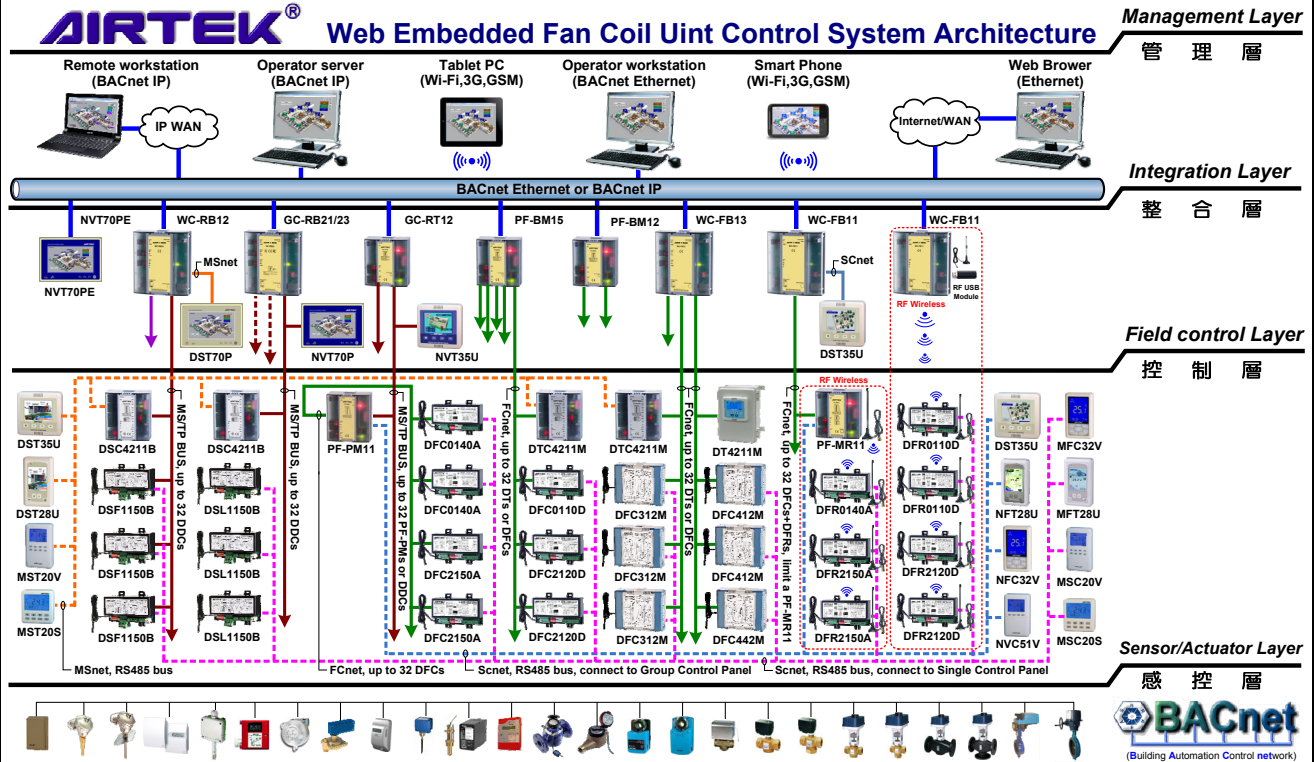 AIRTEK®
Web Embedded Fan Coil Uint Control System Architecture
Management Layer
管 理 層
Remote workstation
(BACnet IP)
Operator server
(BACnet IP)
Tablet PC
(Wi-Fi,3G,GSM)
Operator workstation
(BACnet Ethernet)
Smart Phone
(Wi-Fi,3G,GSM)
Web Brower
(Ethernet)
IP WAN
Internet/WAN
BACnet Ethernet or BACnet IP
Integration Layer
整 合 層
NVT70PE
WC-RB12
GC-RB21/23
GC-RT12
PF-BM15
PF-BM12
WC-FB13
WC-FB11
WC-FB11
NVT70PE
MSnet
DST70P
NVT70P
NVT35U
SCnet
DST35U
RF USB
Module
RF Wireless
Field control Layer
控 制 層
DST35U
DST28U
MST20V
MST20S
DSC4211B
DSF1150B
DSF1150B
DSF1150B
MS/TP BUS, up to 32 DDCs
DSC4211B
DSL1150B
DSL1150B
DSL1150B
MS/TP BUS, up to 32 DDCs
PF-PM11
MS/TP BUS, up to 32 PF-PMs or DDCs
DFC0140A
DFC0140A
DFC2150A
DFC2150A
FCnet, up to 32 DTs or DFCs
DTC4211M
DFC0110D
DFC2120D
DFC2120D
DTC4211M
DFC312M
DFC312M
DFC312M
FCnet, up to 32 DTs or DFCs
DT4211M
DFC412M
DFC412M
DFC442M
FCnet, up to 32 DFCs+DFRs, limit a PF-MR11
RF Wireless
PF-MR11
DFR0140A
DFR2150A
DFR2150A
DFR0110D
DFR0110D
DFR2120D
DFR2120D
DST35U
NFT28U
NFC32V
NVC51V
MFC32V
MFT28U
MSC20V
MSC20S
MSnet, RS485 bus
FCnet, up to 32 DFCs
Scnet, RS485 bus, connect to Group Control Panel
Scnet, RS485 bus, connect to Single Control Panel
Sensor/Actuator Layer
感 控 層
BACnet
(Building Automation Control network)